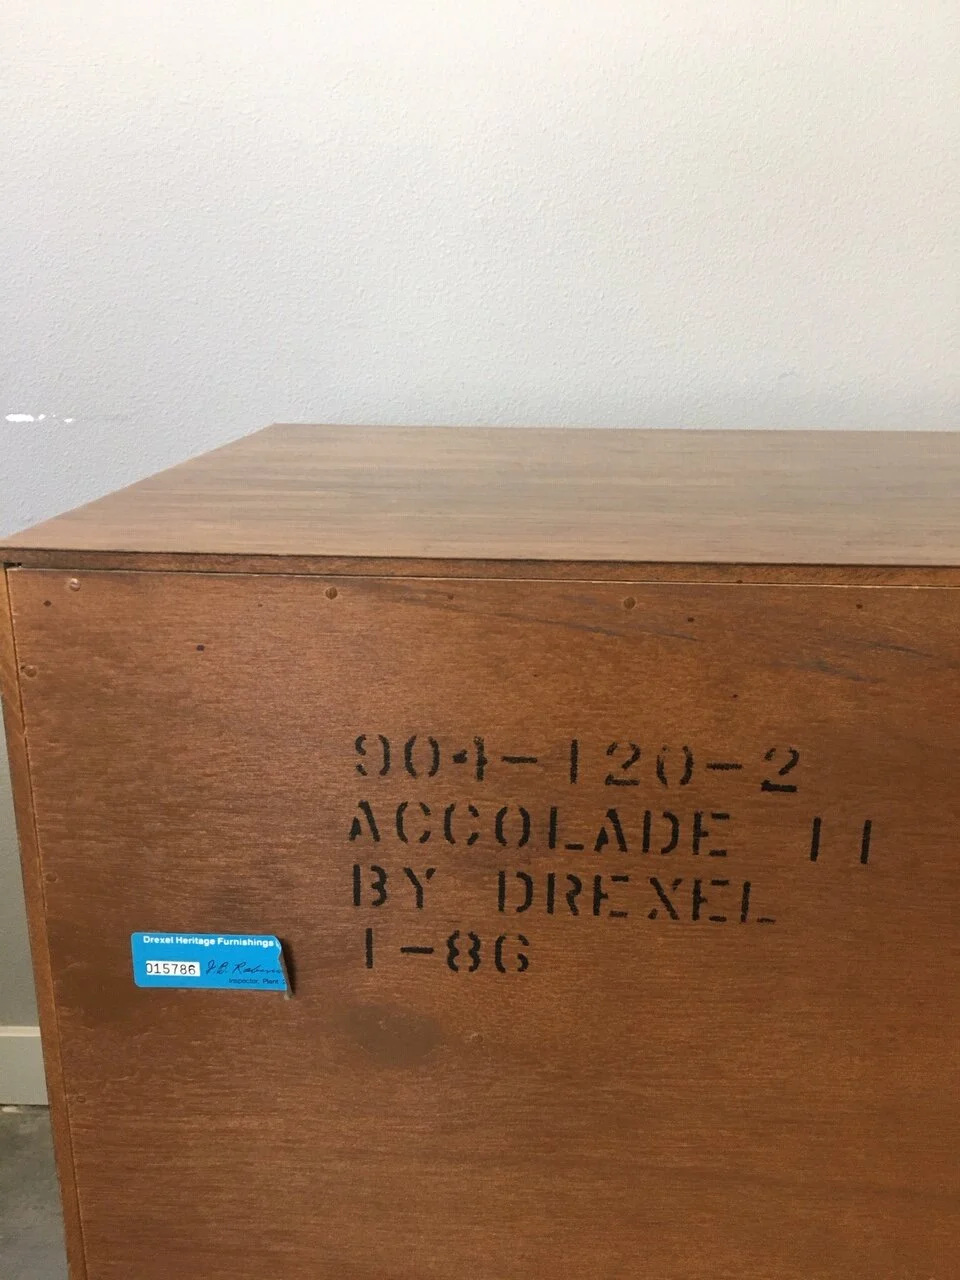 904-120-2
ACCOLADE II
BY DREXEL
1-86
Drexel Heritage Furnishings
015786 J.B.
Inspector, Plant